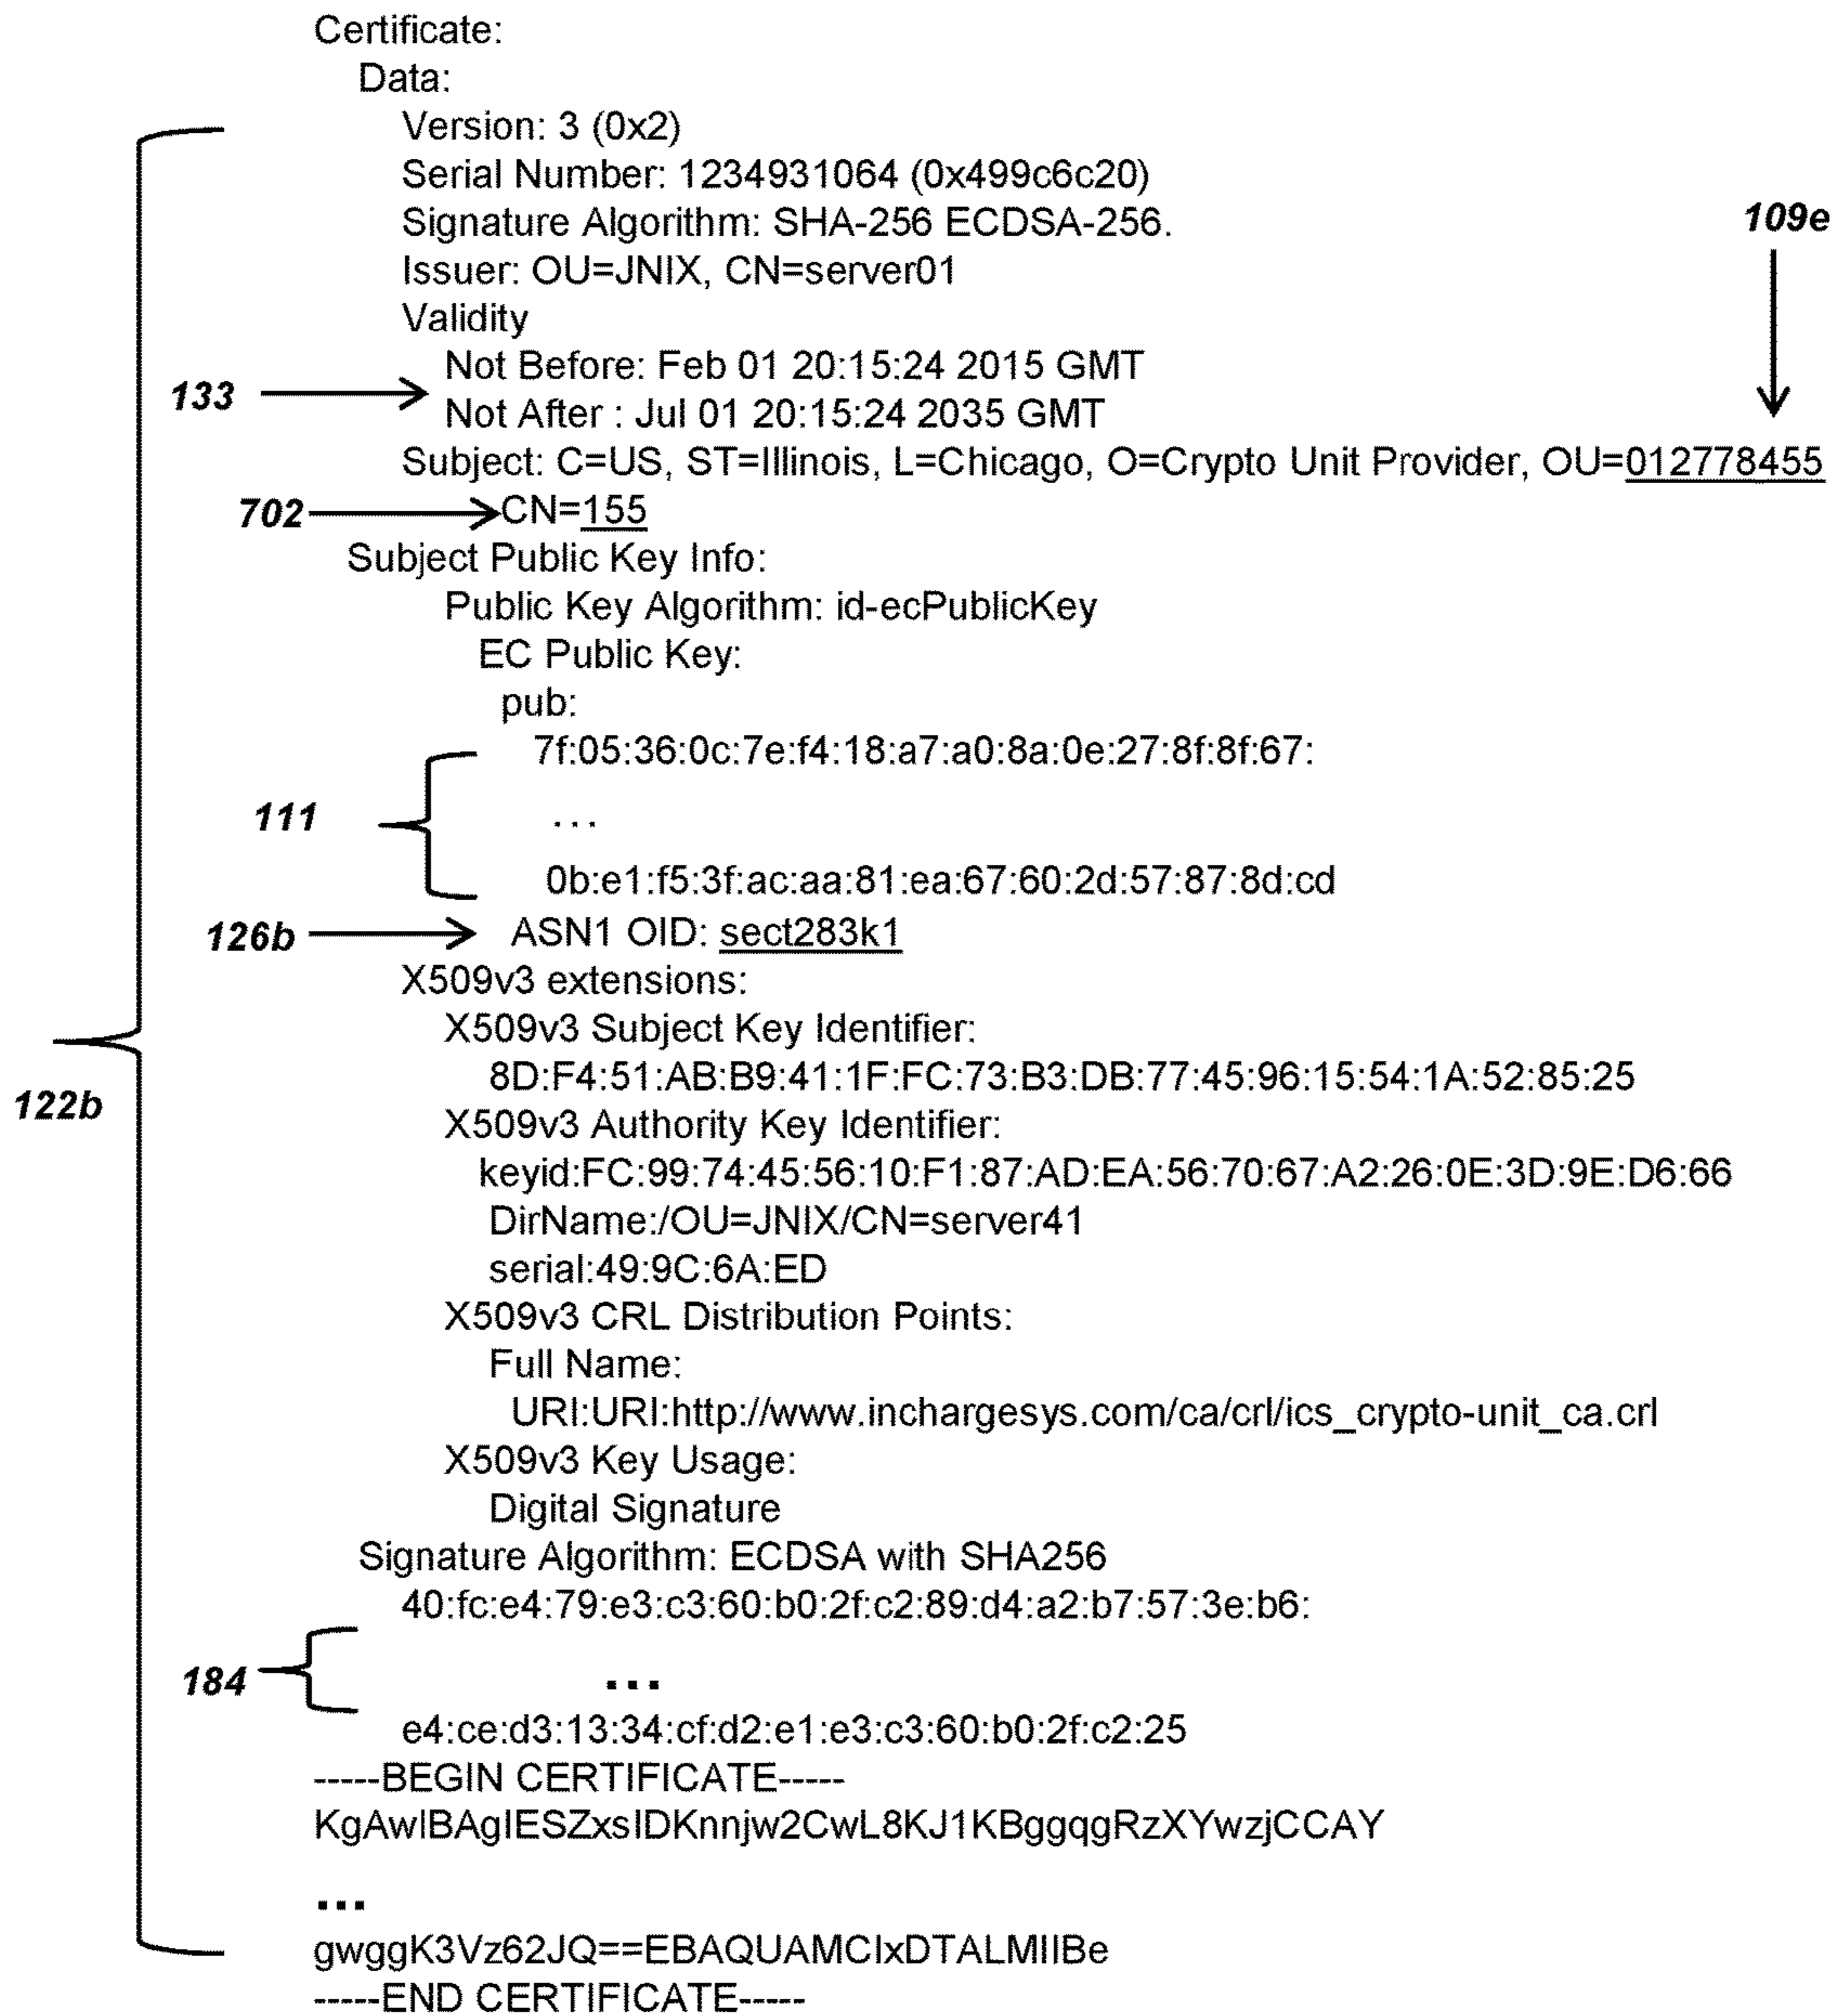 Certificate:
Data:
Version: 3 (0x2)
Serial Number: 1234931064 (0x499c6c20)
Signature Algorithm: SHA-256 ECDSA-256.
109e
Issuer: OU=JNIX, CN=server01
Validity
Not Before: Feb 01 20:15:24 2015 GMT
133
Not After : Jul 01 20:15:24 2035 GMT
Subject: C=US, ST=Illinois, L=Chicago, O=Crypto Unit Provider, OU=012778455
702 CN=155
Subject Public Key Info:
Public Key Algorithm: id-ecPublicKey
EC Public Key:
pub:
7f:05:36:0c:7e:f4:18:a7:a0:8a:0e:27:8f:8f:67:
111 ...
0b:e1:f5:3f:ac:aa:81:ea:67:60:2d:57:87:8d:cd
126b ASN1 OID: sect283k1
X509v3 extensions:
X509v3 Subject Key Identifier:
8D:F4:51:AB:B9:41:1F:FC:73:B3:DB:77:45:96:15:54:1A:52:85:25
122b
X509v3 Authority Key Identifier:
keyid:FC:99:74:45:56:10:F1:87:AD:EA:56:70:67:A2:26:0E:3D:9E:D6:66
DirName:/OU=JNIX/CN=server41
serial:49:9C:6A:ED
X509v3 CRL Distribution Points:
Full Name:
URI:URI:http://www.inchargesys.com/ca/crl/ics_crypto-unit_ca.crl
X509v3 Key Usage:
Digital Signature
Signature Algorithm: ECDSA with SHA256
40:fc:e4:79:e3:c3:60:b0:2f:c2:89:d4:a2:b7:57:3e:b6:
184 ...
e4:ce:d3:13:34:cf:d2:e1:e3:c3:60:b0:2f:c2:25
-----BEGIN CERTIFICATE-----
KgAwIBAgIESZxsIDKnnjw2CwL8KJ1KBggqgRzXYwzjCCAY
...
gwggK3Vz62JQ==EBAQUAMCIxDTALMIIBe
-----END CERTIFICATE-----